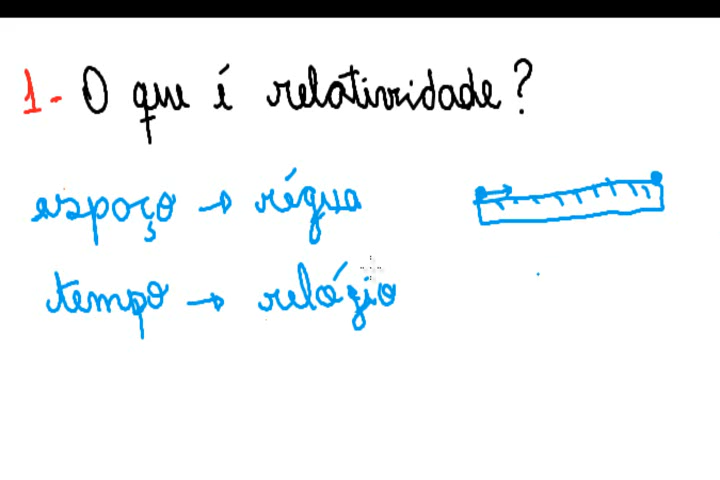 1- O que é relatividade?
espaço → régua
tempo → relógio